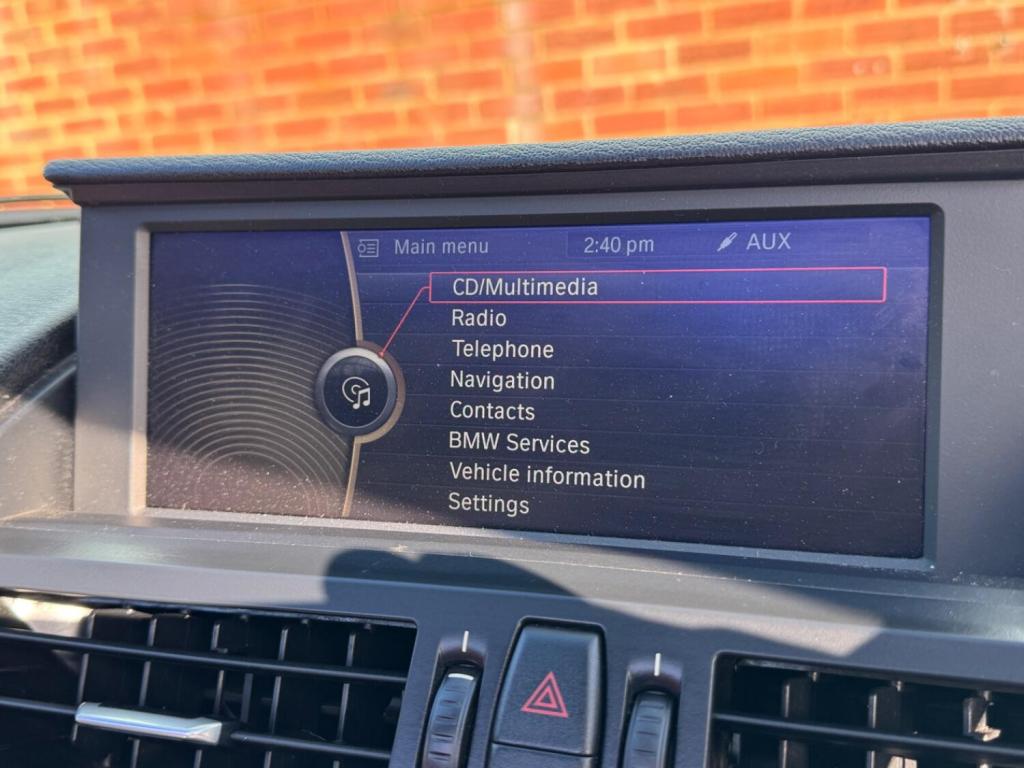 Main menu 2:40 pm AUX
CD/Multimedia
Radio
Telephone
Navigation
Contacts
BMW Services
Vehicle information
Settings